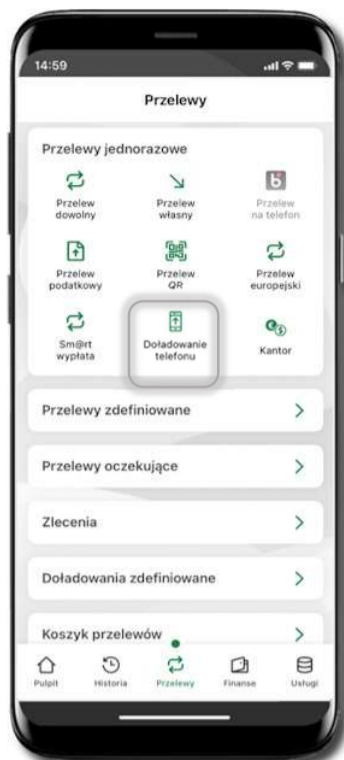 14:59
Przelewy
Przelewy jednorazowe
Przelew
dowolny
Przelew
własny
Przelew
na telefon
Przelew
podatkowy
Przelew
QR
Przelew
europejski
Sm@rt
wypłata
Doładowanie
telefonu
Kantor
Przelewy zdefiniowane
Przelewy oczekujące
Zlecenia
Doładowania zdefiniowane
Koszyk przelewów
Pulpit
Historia
Przelewy
Finanse
Usługi